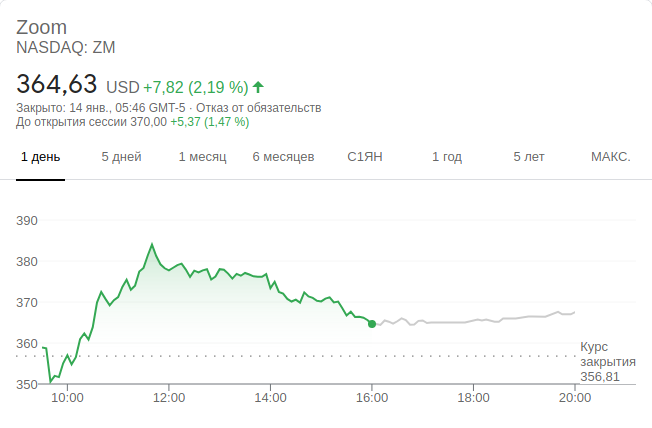 Zoom
NASDAQ: ZM
364,63 USD +7,82 (2,19 %)
Закрыто: 14 янв., 05:46 GMT-5 · Отказ от обязательств
До открытия сессии 370,00 +5,37 (1,47 %)
1 день 5 дней 1 месяц 6 месяцев С1ЯН 1 год 5 лет МАКС.
390
380
370
360
350
Курс
закрытия
356,81
10:00 12:00 14:00 16:00 18:00 20:00